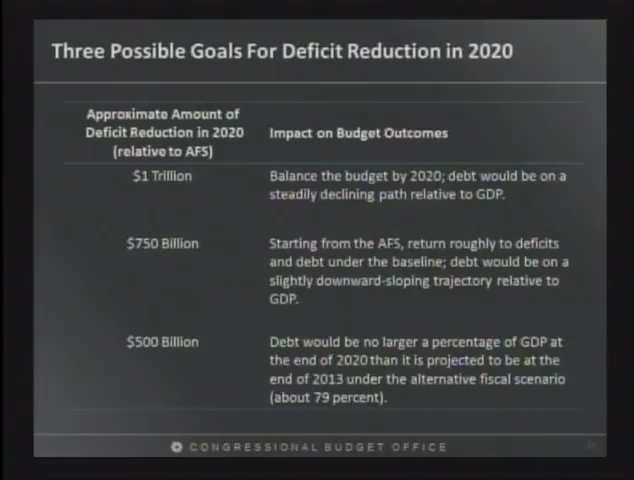 Three Possible Goals For Deficit Reduction in 2020
Approximate Amount of
Deficit Reduction in 2020
(relative to AFS)
Impact on Budget Outcomes
$1 Trillion
Balance the budget by 2020; debt would be on a
steadily declining path relative to GDP.
$750 Billion
Starting from the AFS, return roughly to deficits
and debt under the baseline; debt would be on a
slightly downward-sloping trajectory relative to
GDP.
$500 Billion
Debt would be no larger a percentage of GDP at
the end of 2020 than it is projected to be at the
end of 2013 under the alternative fiscal scenario
(about 79 percent).
CONGRESSIONAL BUDGET OFFICE